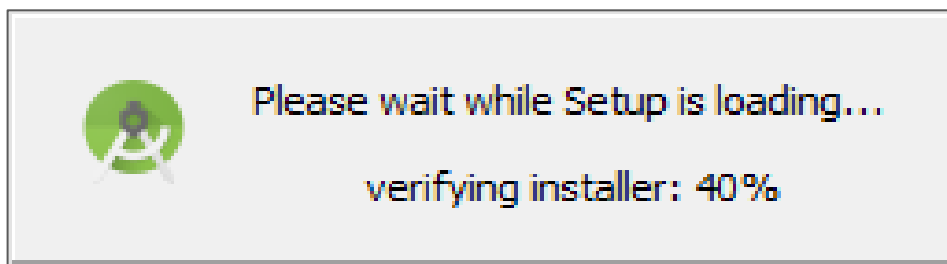 Please wait while Setup is loading...
verifying installer: 40%